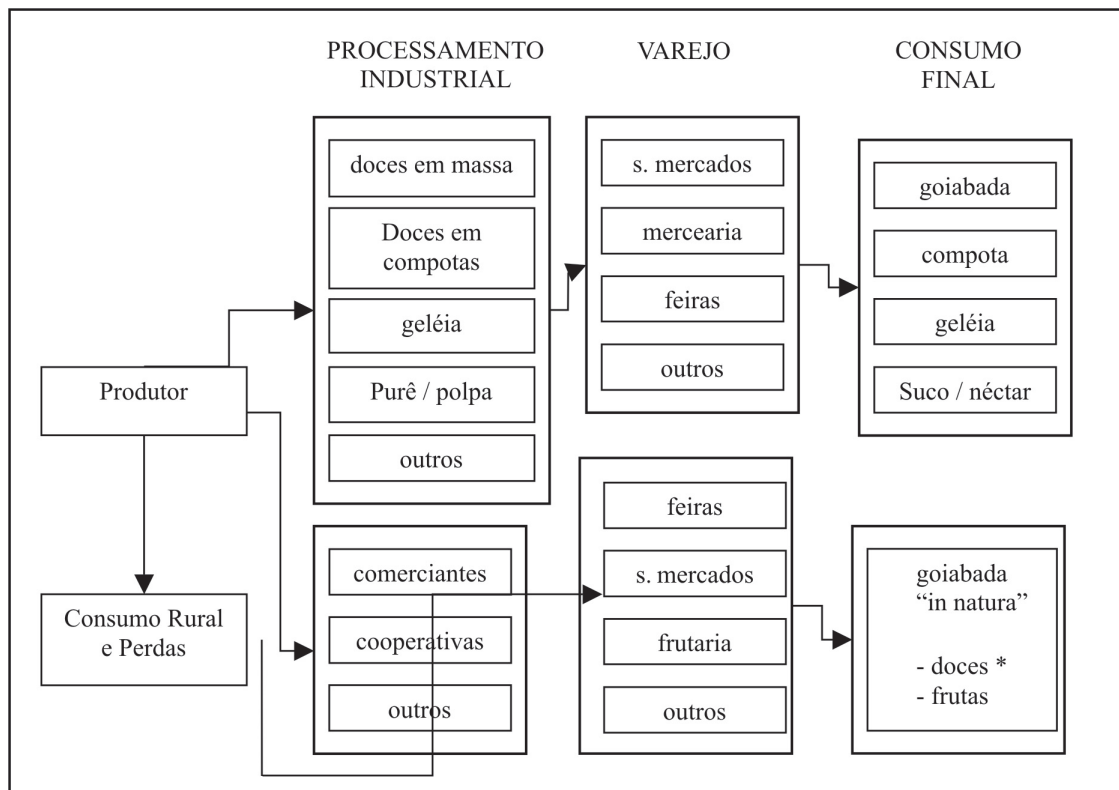 PROCESSAMENTO
INDUSTRIAL
VAREJO
CONSUMO
FINAL
doces em massa
Doces em
compotas
geléia
Purê / polpa
outros
s. mercados
mercearia
feiras
outros
goiabada
compota
geléia
Suco / néctar
Produtor
Consumo Rural
e Perdas
comerciantes
cooperativas
outros
feiras
s. mercados
frutaria
outros
goiabada
“in natura”
- doces *
- frutas